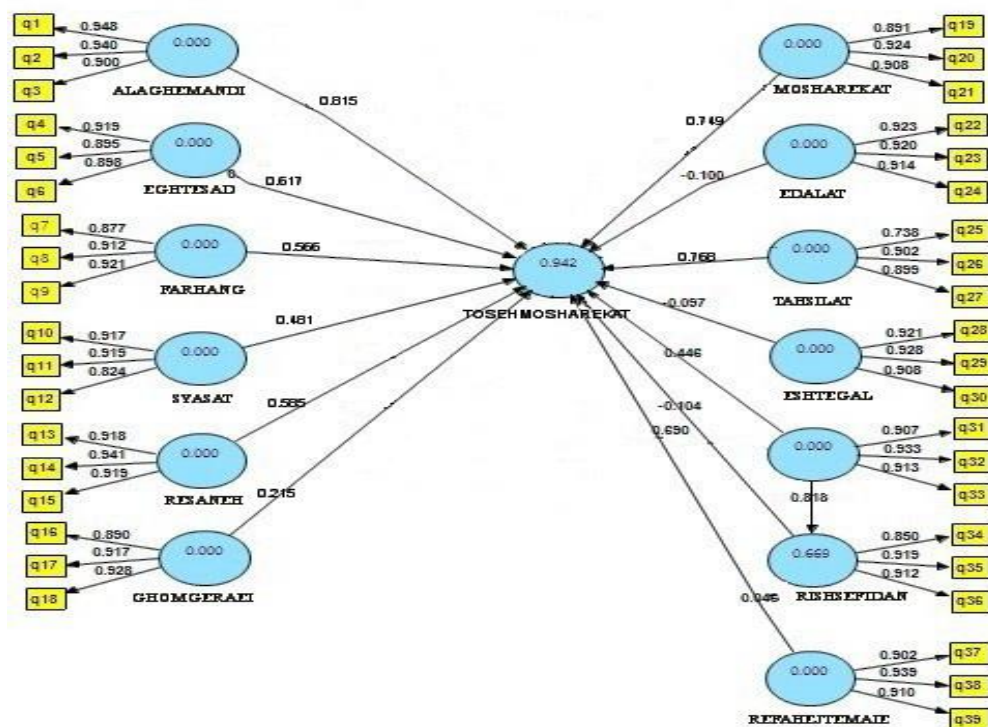 q1 0.948
q2 0.940
q3 0.900
0.000
ALAGHEMANDI
0.815
q4 0.919
q5 0.895
q6 0.898
0.000
EGHTESAD
0.617
q7 0.877
q8 0.912
q9 0.921
0.000
FARHANG
0.566
q10 0.917
q11 0.919
q12 0.824
0.000
SYASAT
0.481
q13 0.918
q14 0.941
q15 0.919
0.000
RESANEH
0.585
q16 0.890
q17 0.917
q18 0.928
0.000
GHOMGERAEI
0.215
0.942
TOSEHMOSHAREKAT
0.891 q19
0.924 q20
0.908 q21
0.000
MOSHAREKAT
0.749
0.923 q22
0.920 q23
0.914 q24
0.000
EDALAT
-0.100
0.738 q25
0.902 q26
0.899 q27
0.000
TAHSILAT
0.768
0.921 q28
0.928 q29
0.908 q30
0.000
ESHTEGAL
-0.097
0.907 q31
0.933 q32
0.913 q33
0.000
0.446
0.818
0.850 q34
0.919 q35
0.912 q36
0.669
RISHSEFIDAN
-0.104
0.690
0.902 q37
0.939 q38
0.910 q39
0.000
REFAHEJTEMAIE